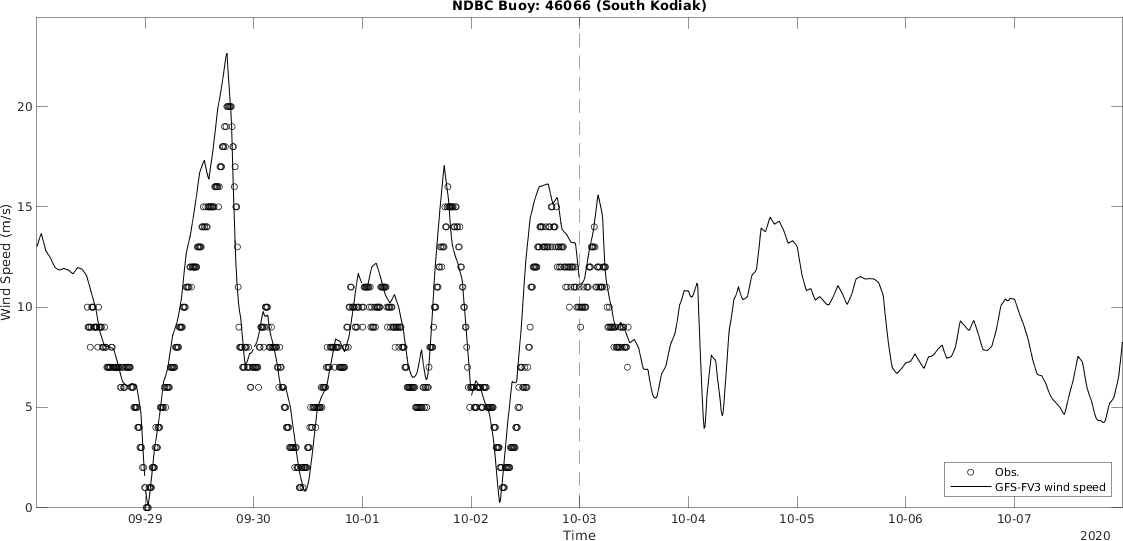 NDBC Buoy: 46066 (South Kodiak)
Wind Speed (m/s)
20
15
10
5
0
Obs.
GFS-FV3 wind speed
09-29 09-30 10-01 10-02 10-03 10-04 10-05 10-06 10-07
Time
2020